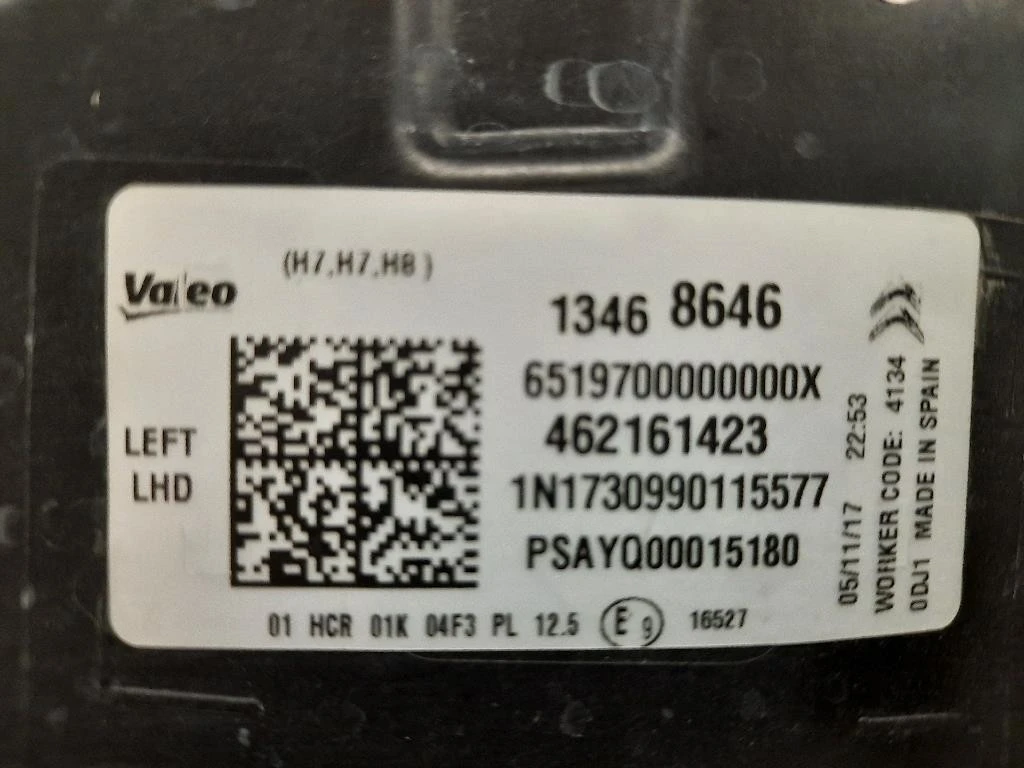 Valeo
(H7,H7,H8)
1346 8646
6519700000000X
462161423
1N1730990115577
PSAYQ00015180
LEFT
LHD
01 HCR 01K 04F3 PL 12.5 E9 16527
05/11/17 22:53
WORKER CODE: 4134
0DJ1 MADE IN SPAIN